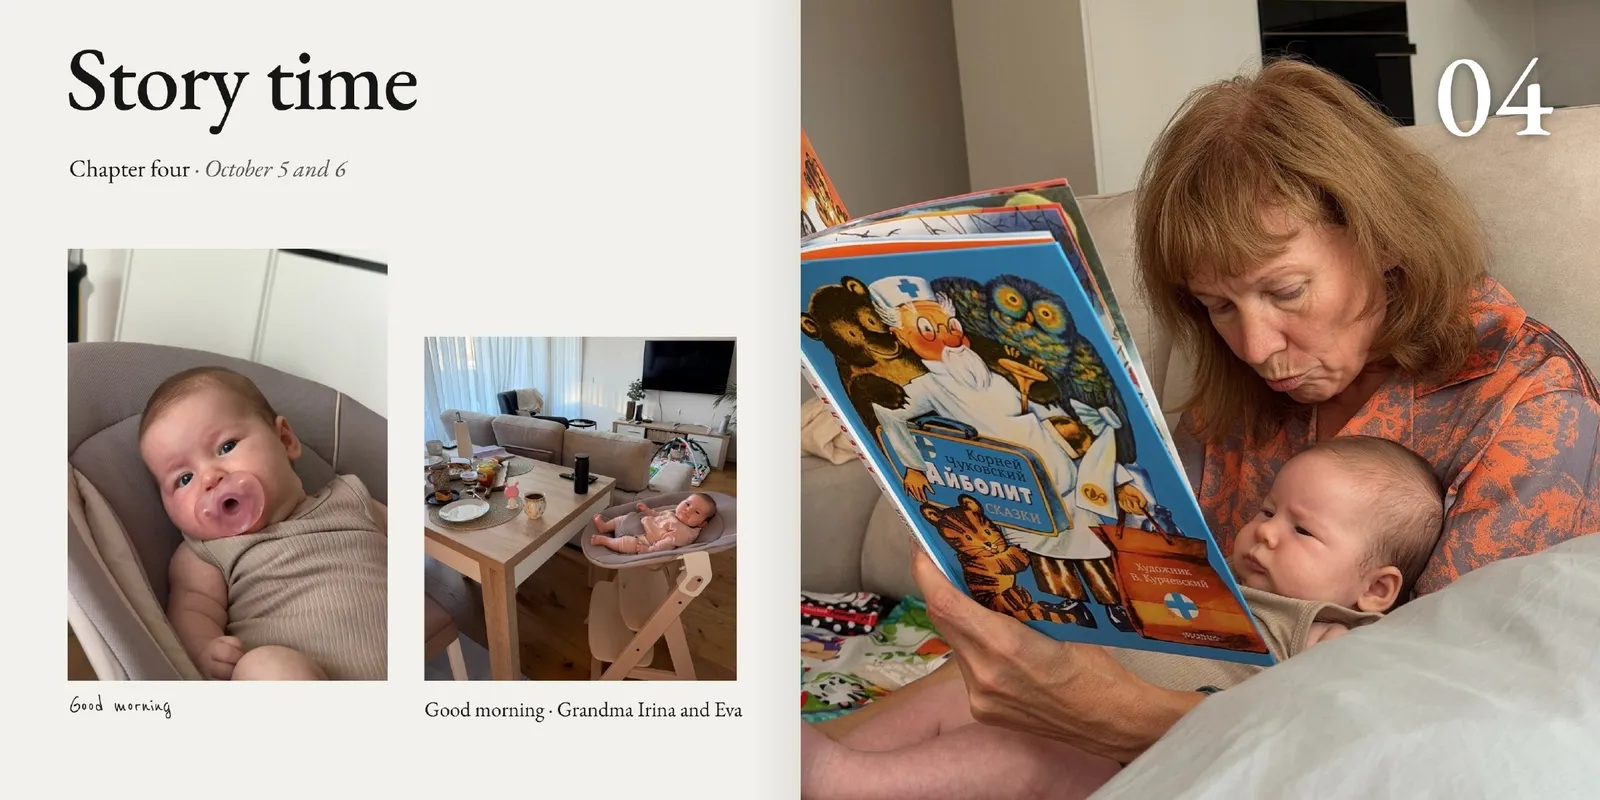 Story time
Chapter four · October 5 and 6
Good morning
Good morning · Grandma Irina and Eva
04
Корней
Чуковский
Айболит
СКАЗКИ
Художник
В. Курчевский